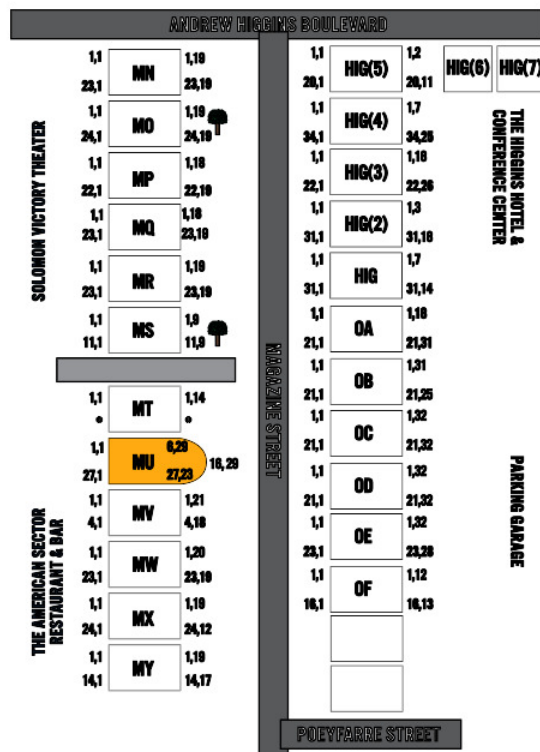 ANDREW HIGGINS BOULEVARD
SOLOMON VICTORY THEATER
1,1 MN 1,19
23,1 23,19
1,1 MO 1,19
24,1 24,19
1,1 MP 1,18
22,1 22,19
1,1 MQ 1,18
23,1 23,19
1,1 MR 1,19
23,1 23,19
1,1 MS 1,9
11,1 11,9
THE AMERICAN SECTOR
RESTAURANT & BAR
1,1 MT 1,14
* *
1,1 MU 6,29
27,1 27,23
16,29
1,1 MV 1,21
4,1 4,18
1,1 MW 1,20
23,1 23,19
1,1 MX 1,19
24,1 24,12
1,1 MY 1,19
14,1 14,17
MAGAZINE STREET
1,1 HIG(5) 1,2
20,1 20,11
HIG(6) HIG(7)
1,1 HIG(4) 1,7
34,1 34,25
1,1 HIG(3) 1,16
22,1 22,26
1,1 HIG(2) 1,3
31,1 31,16
1,1 HIG 1,7
31,1 31,14
THE HIGGINS HOTEL &
CONFERENCE CENTER
1,1 OA 1,18
21,1 21,31
1,1 OB 1,31
21,1 21,25
1,1 OC 1,32
21,1 21,32
1,1 OD 1,32
21,1 21,32
1,1 OE 1,32
23,1 23,28
1,1 OF 1,12
16,1 16,13
PARKING GARAGE
POEYFARRE STREET